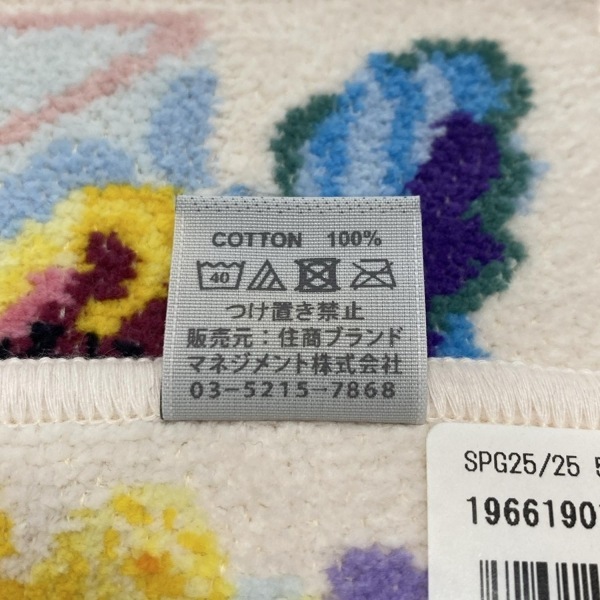 COTTON 100%
40
つけ置き禁止
販売元：住商ブランド
マネジメント株式会社
03-5215-7868
SPG25/25
1966190